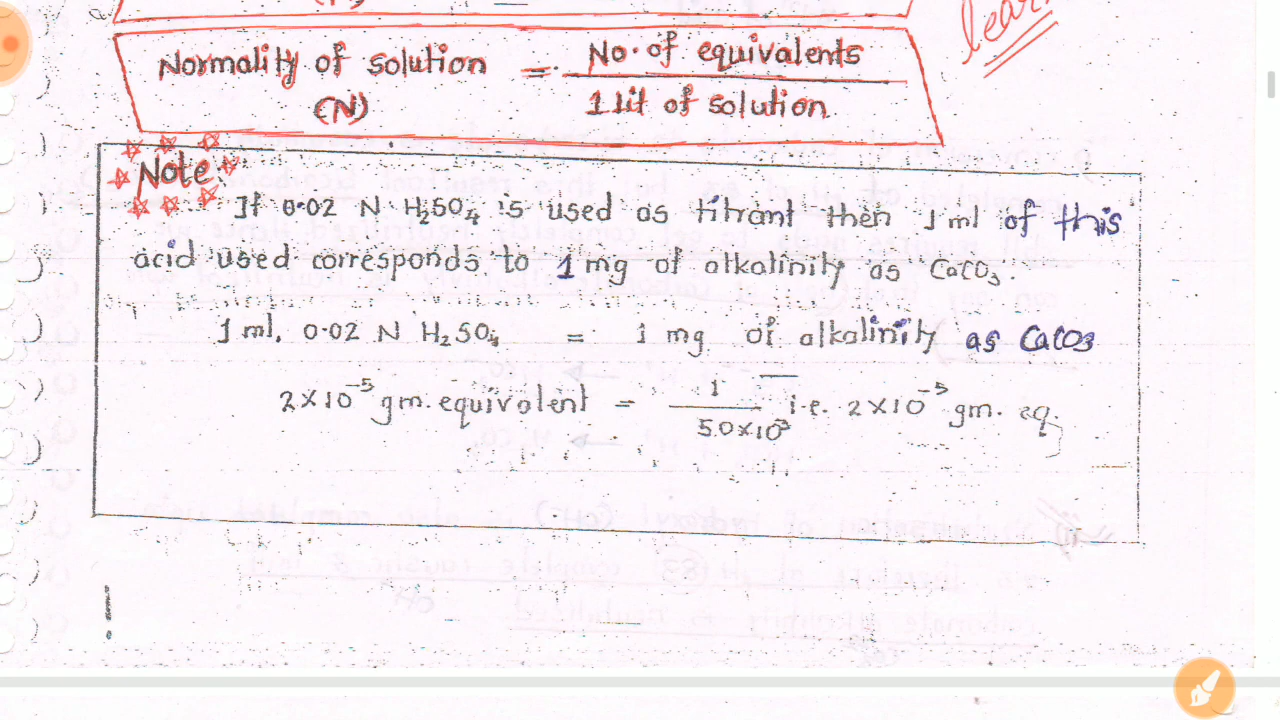 Normality of solution = No. of equivalents
(N) 1 lit of solution
Note:
If 0.02 N H₂SO₄ is used as titrant then 1 ml of this
acid used corresponds to 1 mg of alkalinity as CaCO₃.
1 ml, 0.02 N H₂SO₄ = 1 mg of alkalinity as CaCO₃
2×10⁻⁵ gm. equivalent = 1 i.e. 2×10⁻⁵ gm. eq.
50×10³